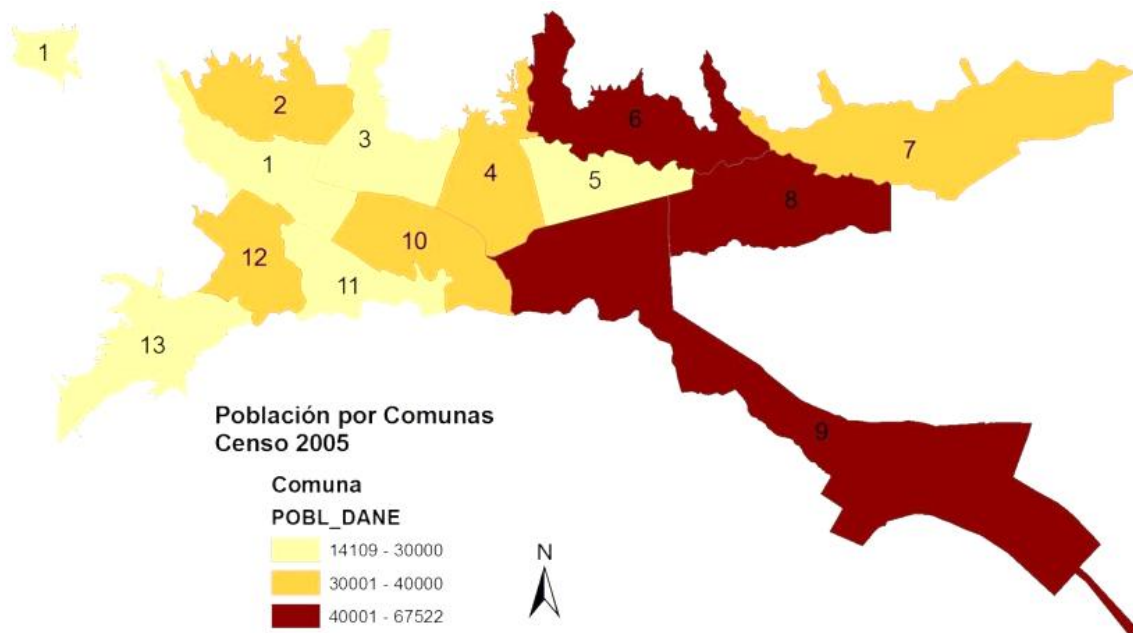 1
2
3
6
1
4
5
7
8
12
10
11
13
9
Población por Comunas
Censo 2005
Comuna
POBL_DANE
14109 - 30000
30001 - 40000
40001 - 67522
N